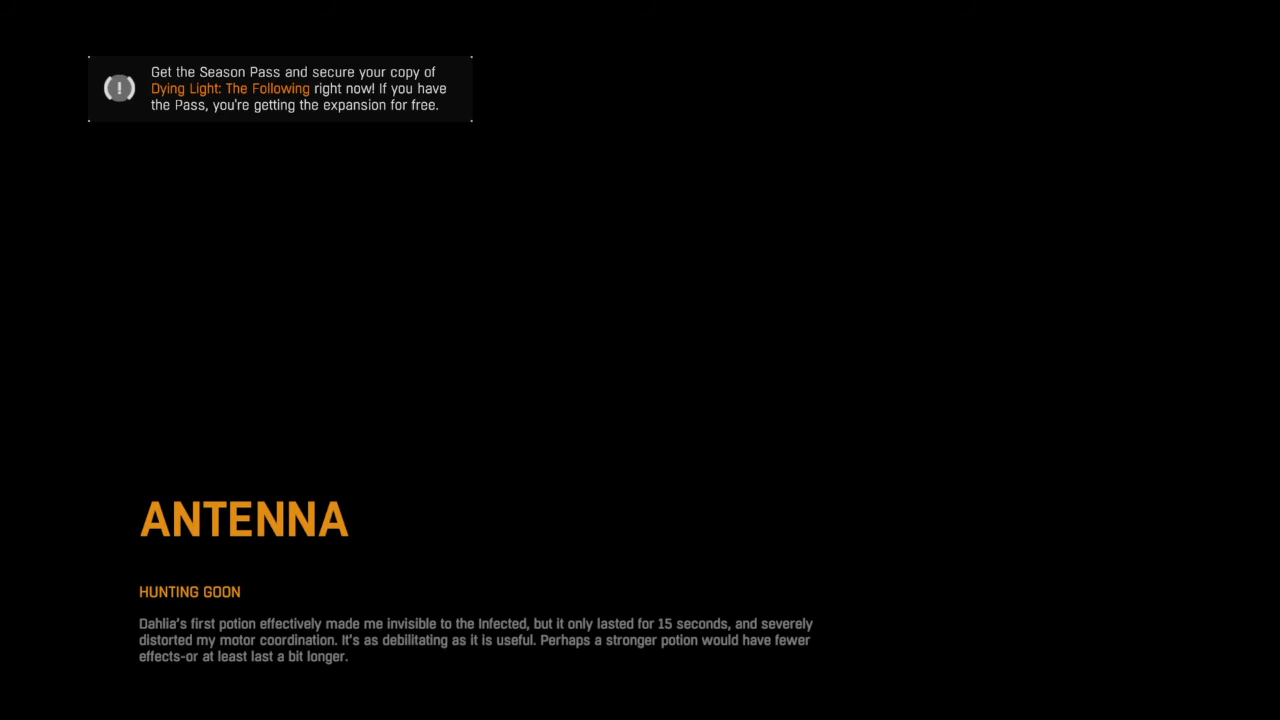 Get the Season Pass and secure your copy of
Dying Light: The Following right now! If you have
the Pass, you're getting the expansion for free.
ANTENNA
HUNTING GOON
Dahlia's first potion effectively made me invisible to the Infected, but it only lasted for 15 seconds, and severely
distorted my motor coordination. It's as debilitating as it is useful. Perhaps a stronger potion would have fewer
effects-or at least last a bit longer.